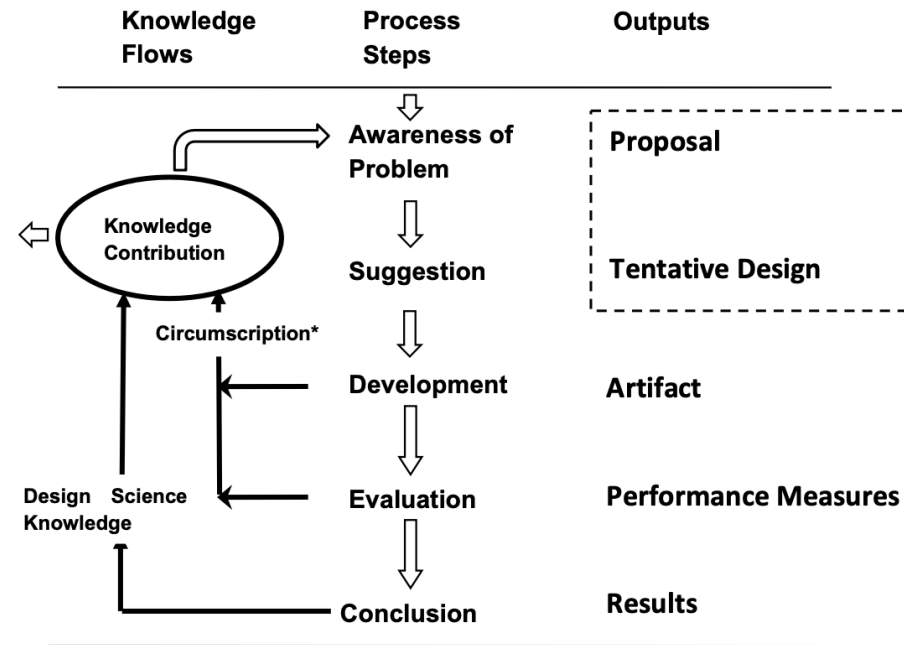 Knowledge Flows
Process Steps
Outputs
Awareness of Problem
Proposal
Knowledge Contribution
Suggestion
Tentative Design
Circumscription*
Development
Artifact
Design Science Knowledge
Evaluation
Performance Measures
Conclusion
Results